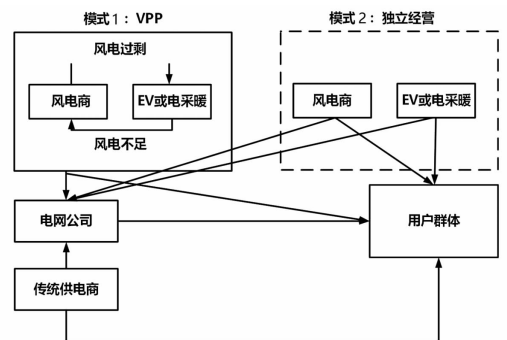 模式1：VPP
模式2：独立经营
风电过剩
风电商
EV或电采暖
风电不足
风电商
EV或电采暖
电网公司
用户群体
传统供电商